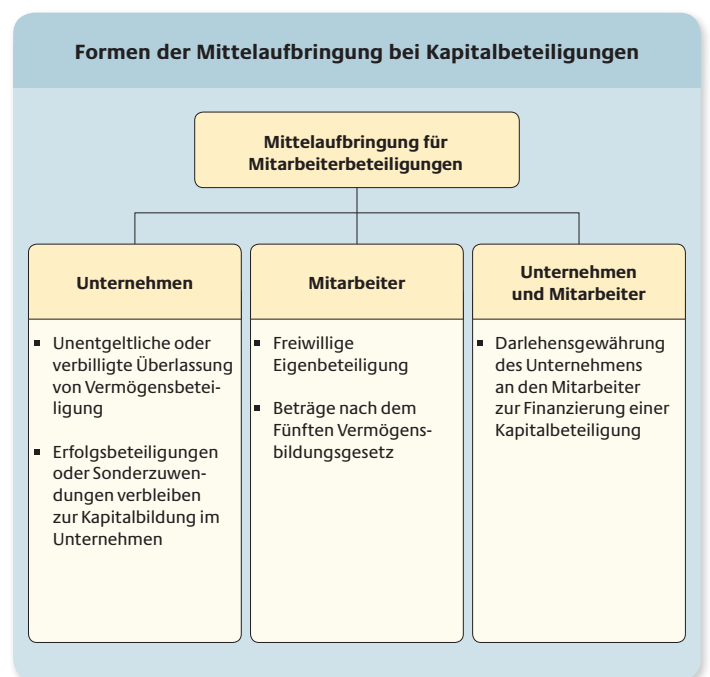 Formen der Mittelaufbringung bei Kapitalbeteiligungen
Mittelaufbringung für
Mitarbeiterbeteiligungen
Unternehmen
▪ Unentgeltliche oder
verbilligte Überlassung
von Vermögensbetei-
ligung
▪ Erfolgsbeteiligungen
oder Sonderzuwen-
dungen verbleiben
zur Kapitalbildung im
Unternehmen
Mitarbeiter
▪ Freiwillige
Eigenbeteiligung
▪ Beträge nach dem
Fünften Vermögens-
bildungsgesetz
Unternehmen
und Mitarbeiter
▪ Darlehensgewährung
des Unternehmens
an den Mitarbeiter
zur Finanzierung einer
Kapitalbeteiligung